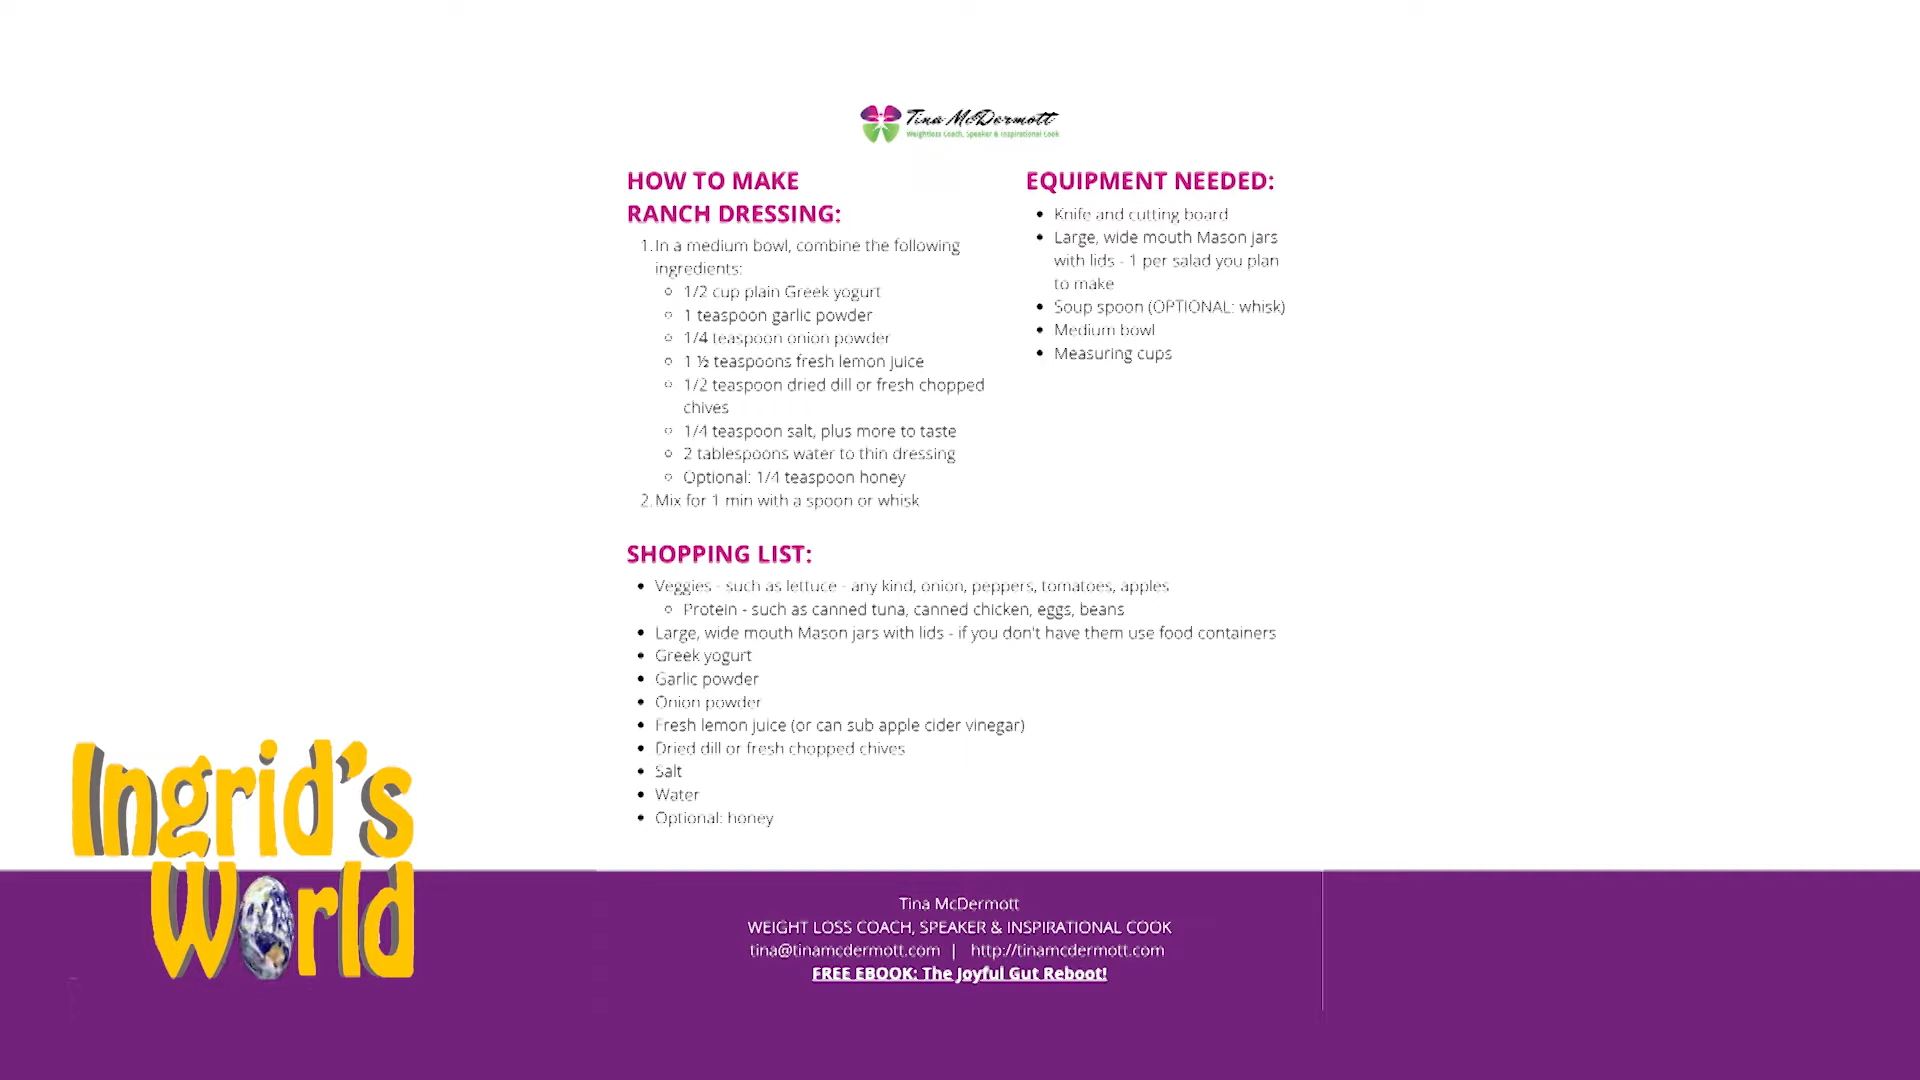 Tina McDermott
Weightless Coach, Speaker & Inspirational Cook
HOW TO MAKE
RANCH DRESSING:
1. In a medium bowl, combine the following
ingredients:
○ 1/2 cup plain Greek yogurt
○ 1 teaspoon garlic powder
○ 1/4 teaspoon onion powder
○ 1 ½ teaspoons fresh lemon juice
○ 1/2 teaspoon dried dill or fresh chopped
chives
○ 1/4 teaspoon salt, plus more to taste
○ 2 tablespoons water to thin dressing
○ Optional: 1/4 teaspoon honey
2. Mix for 1 min with a spoon or whisk
EQUIPMENT NEEDED:
• Knife and cutting board
• Large, wide mouth Mason jars
with lids - 1 per salad you plan
to make
• Soup spoon (OPTIONAL: whisk)
• Medium bowl
• Measuring cups
SHOPPING LIST:
• Veggies - such as lettuce - any kind, onion, peppers, tomatoes, apples
○ Protein - such as canned tuna, canned chicken, eggs, beans
• Large, wide mouth Mason jars with lids - if you don't have them use food containers
• Greek yogurt
• Garlic powder
• Onion powder
• Fresh lemon juice (or can sub apple cider vinegar)
• Dried dill or fresh chopped chives
• Salt
• Water
• Optional: honey
Ingrid's
World
Tina McDermott
WEIGHT LOSS COACH, SPEAKER & INSPIRATIONAL COOK
tina@tinamcdermott.com | http://tinamcdermott.com
FREE EBOOK: The Joyful Gut Reboot!